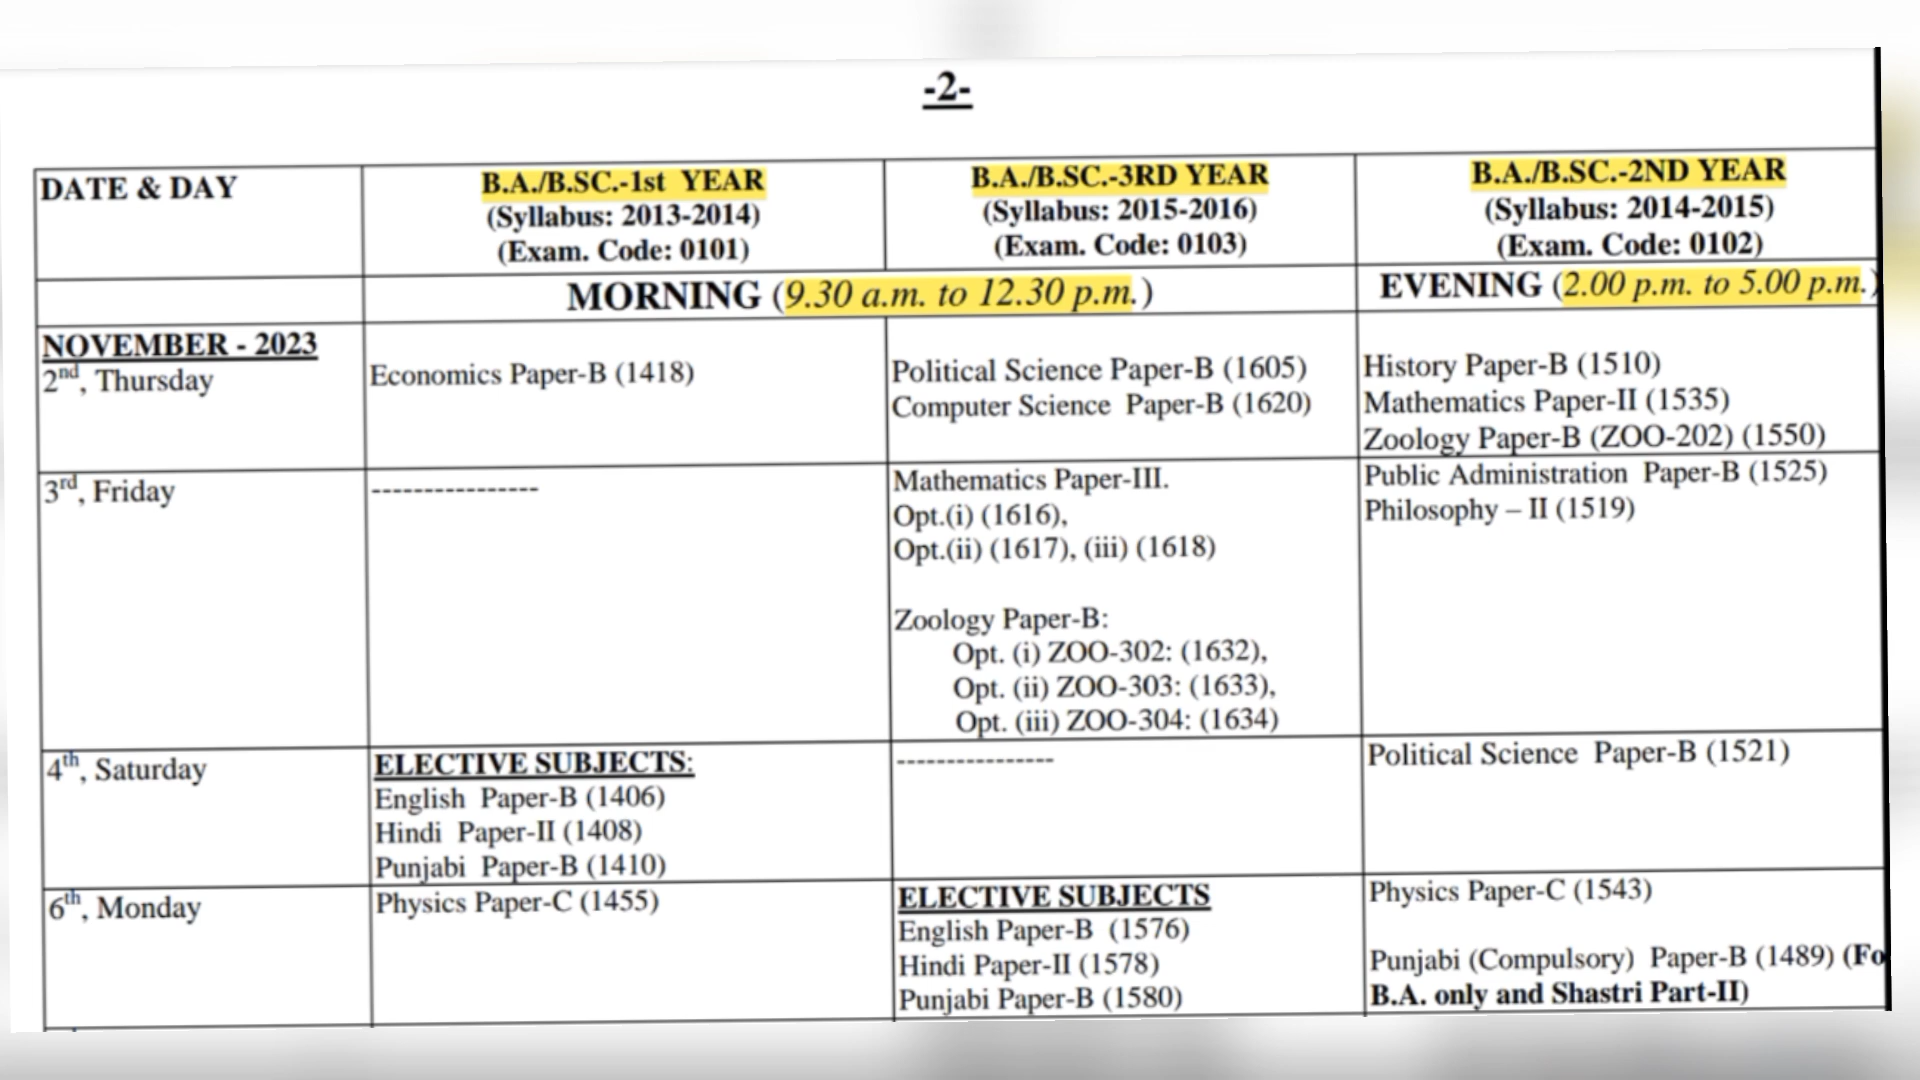 -2-
DATE & DAY
B.A./B.SC.-1st YEAR
(Syllabus: 2013-2014)
(Exam. Code: 0101)
B.A./B.SC.-3RD YEAR
(Syllabus: 2015-2016)
(Exam. Code: 0103)
B.A./B.SC.-2ND YEAR
(Syllabus: 2014-2015)
(Exam. Code: 0102)
MORNING (9.30 a.m. to 12.30 p.m.)
EVENING (2.00 p.m. to 5.00 p.m.)
NOVEMBER - 2023
2nd, Thursday
Economics Paper-B (1418)
Political Science Paper-B (1605)
Computer Science Paper-B (1620)
History Paper-B (1510)
Mathematics Paper-II (1535)
Zoology Paper-B (ZOO-202) (1550)
3rd, Friday
----------------
Mathematics Paper-III.
Opt.(i) (1616),
Opt.(ii) (1617), (iii) (1618)
Zoology Paper-B:
Opt. (i) ZOO-302: (1632),
Opt. (ii) ZOO-303: (1633),
Opt. (iii) ZOO-304: (1634)
Public Administration Paper-B (1525)
Philosophy – II (1519)
4th, Saturday
ELECTIVE SUBJECTS:
English Paper-B (1406)
Hindi Paper-II (1408)
Punjabi Paper-B (1410)
----------------
Political Science Paper-B (1521)
6th, Monday
Physics Paper-C (1455)
ELECTIVE SUBJECTS
English Paper-B (1576)
Hindi Paper-II (1578)
Punjabi Paper-B (1580)
Physics Paper-C (1543)
Punjabi (Compulsory) Paper-B (1489) (Fo
B.A. only and Shastri Part-II)